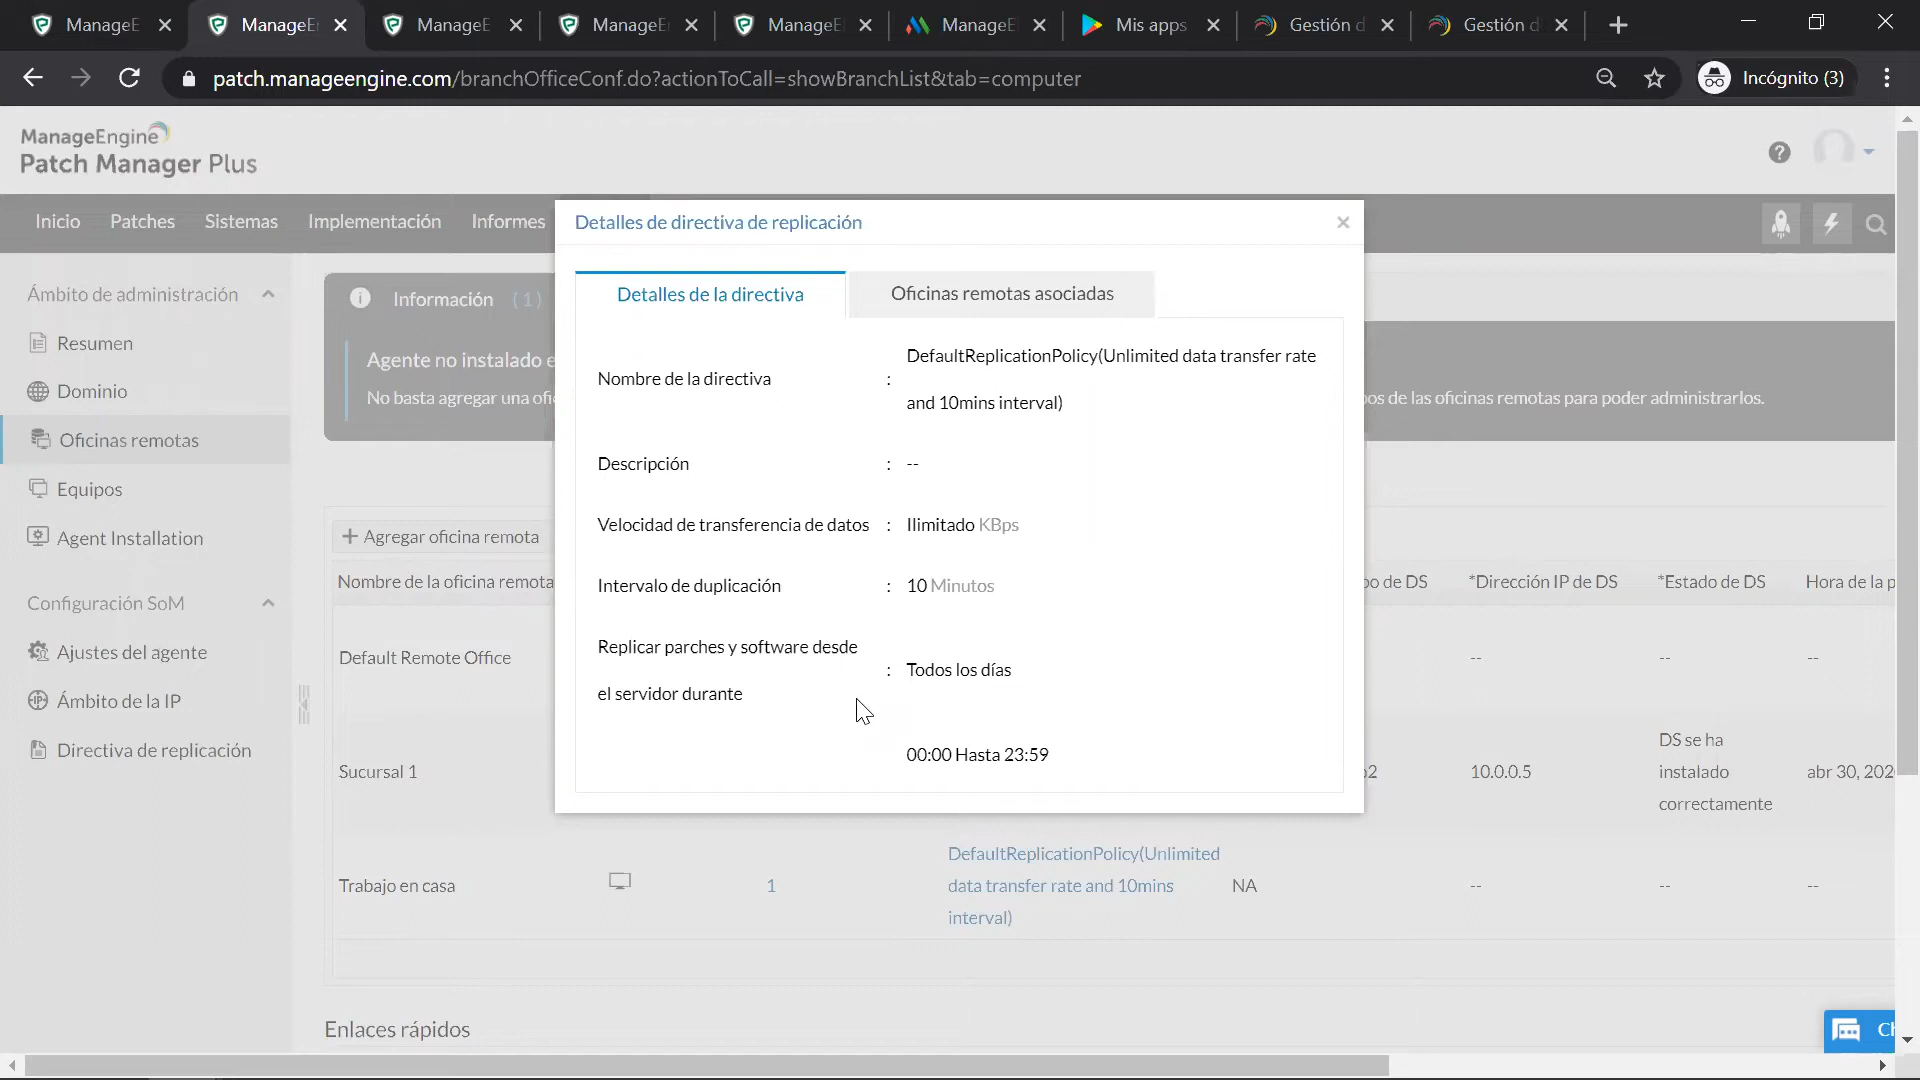 ManageE
ManageE
ManageE
ManageE
ManageE
ManageE
Mis apps
Gestión d
Gestión d
patch.manageengine.com/branchOfficeConf.do?actionToCall=showBranchList&tab=computer
Incógnito (3)
ManageEngine
Patch Manager Plus
Inicio
Patches
Sistemas
Implementación
Informes
Detalles de directiva de replicación
Ámbito de administración
Resumen
Dominio
Oficinas remotas
Equipos
Agent Installation
Configuración SoM
Ajustes del agente
Ámbito de la IP
Directiva de replicación
Información (1)
Agente no instalado e
No basta agregar una ofi
os de las oficinas remotas para poder administrarlos.
Detalles de la directiva
Oficinas remotas asociadas
Nombre de la directiva : DefaultReplicationPolicy(Unlimited data transfer rate
and 10mins interval)
Descripción : --
Velocidad de transferencia de datos : Ilimitado KBps
Intervalo de duplicación : 10 Minutos
Replicar parches y software desde
el servidor durante : Todos los días
00:00 Hasta 23:59
+ Agregar oficina remota
Nombre de la oficina remota
po de DS
*Dirección IP de DS
*Estado de DS
Hora de la p
Default Remote Office
-- -- --
Sucursal 1
o2
10.0.0.5
DS se ha
instalado
correctamente
abr 30, 202
Trabajo en casa
1
DefaultReplicationPolicy(Unlimited
data transfer rate and 10mins
interval)
NA
-- -- --
Enlaces rápidos
Ch